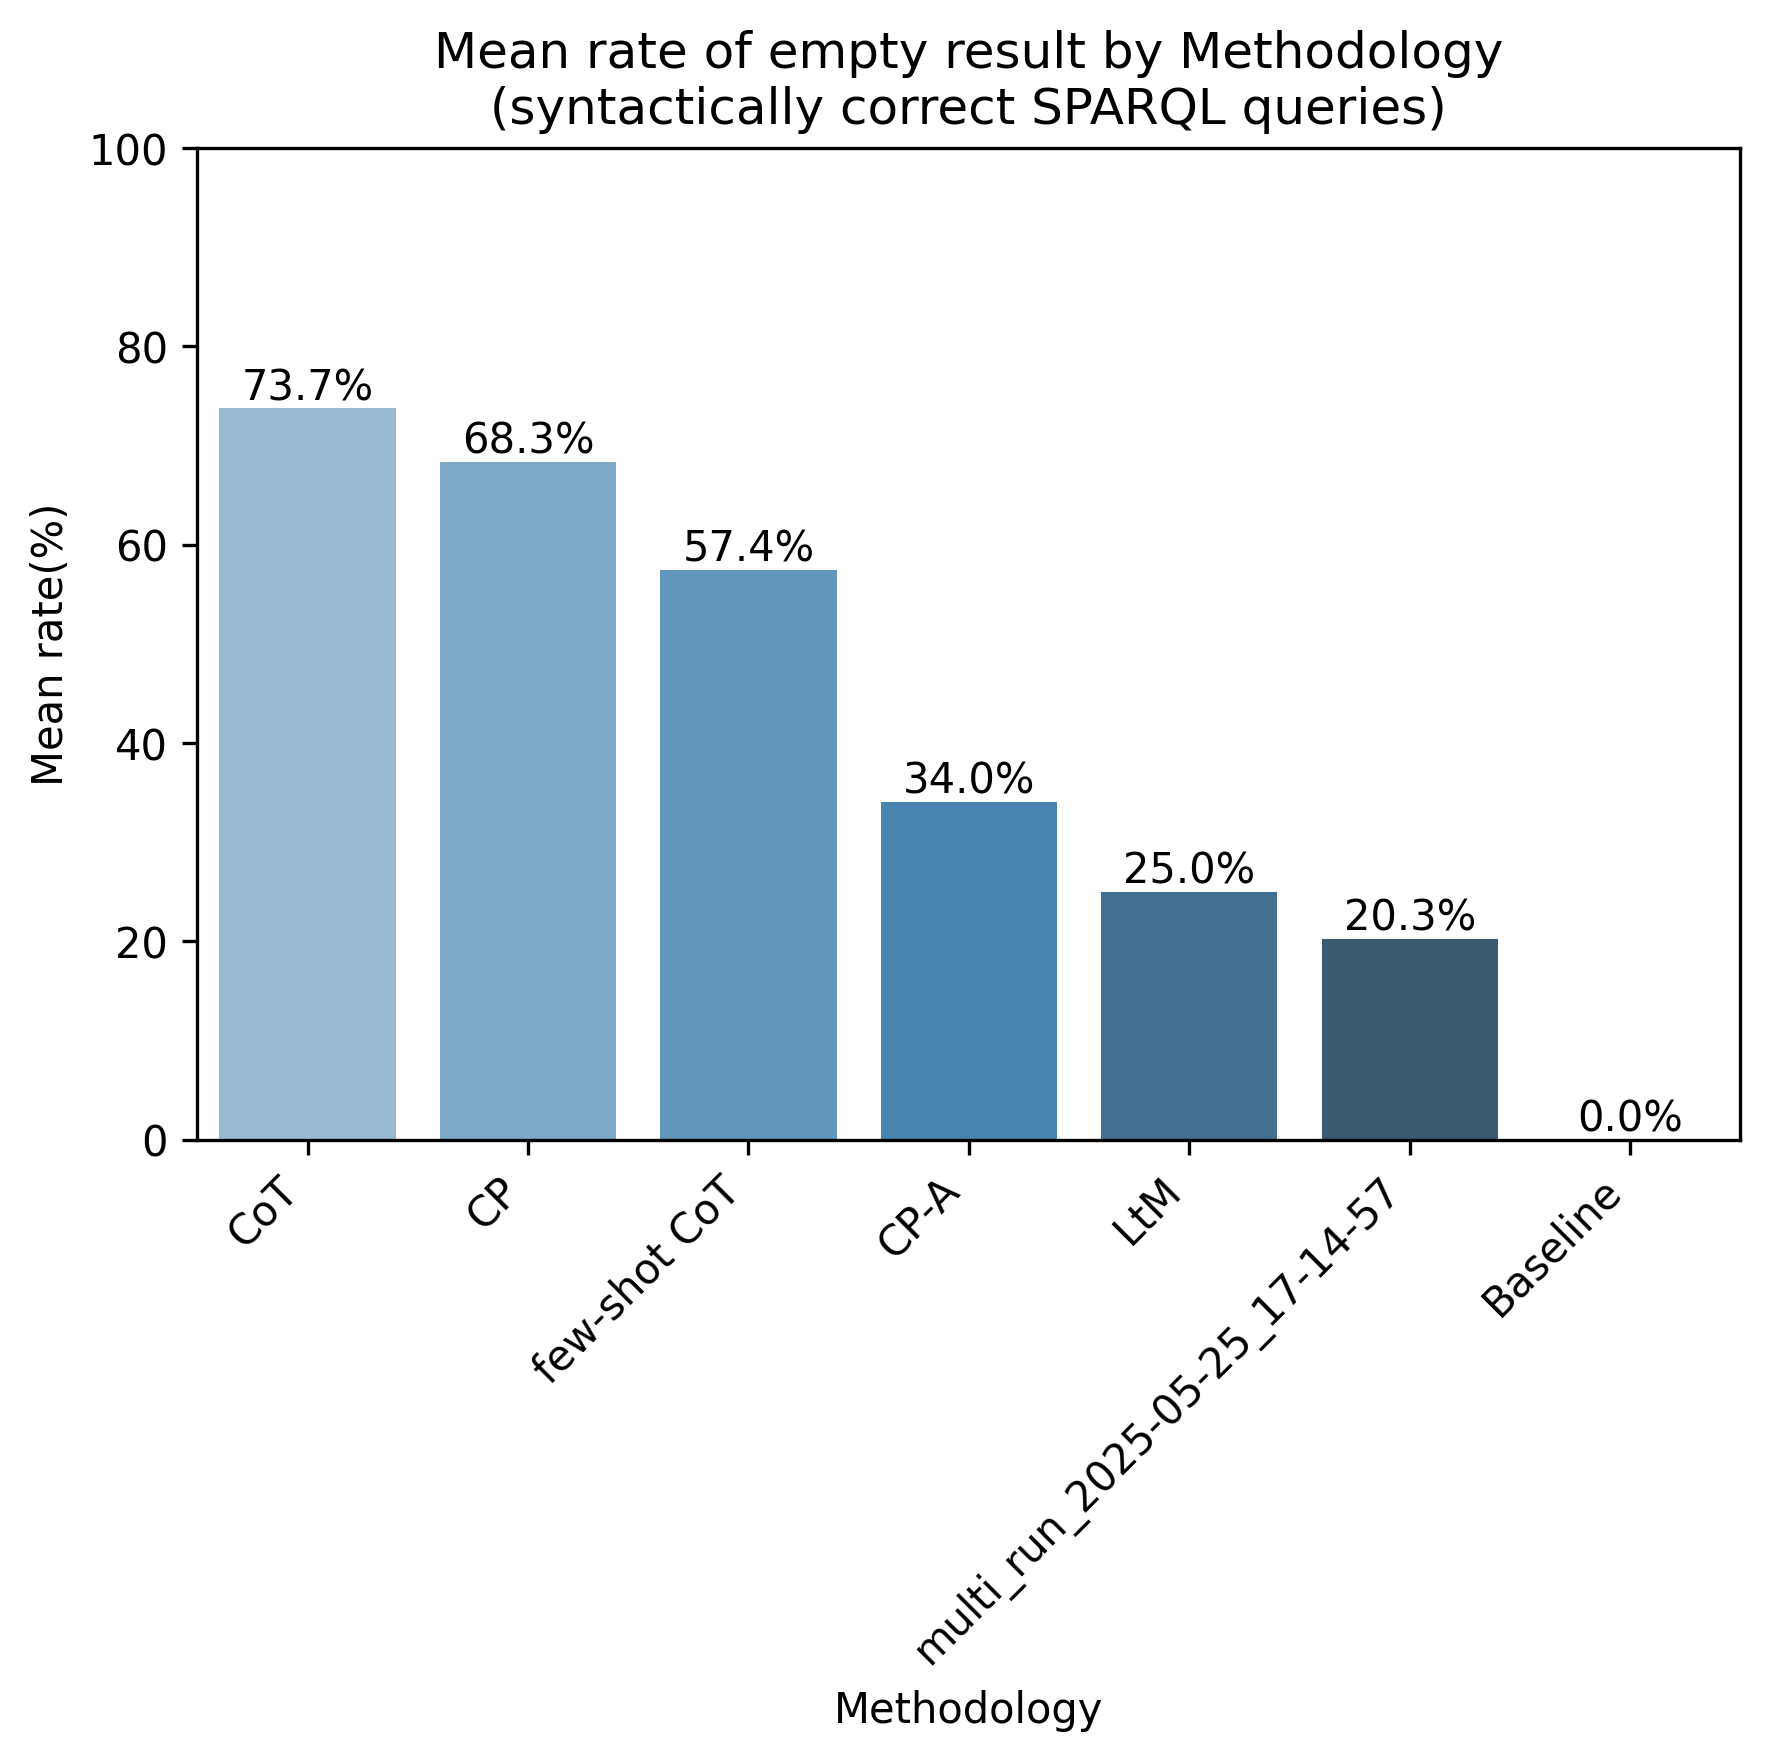 Mean rate of empty result by Methodology
(syntactically correct SPARQL queries)
Mean rate(%)
100
80
60
40
20
0
73.7%
68.3%
57.4%
34.0%
25.0%
20.3%
0.0%
CoT
CP
few-shot CoT
CP-A
LtM
multi_run_2025-05-25_17-14-57
Baseline
Methodology